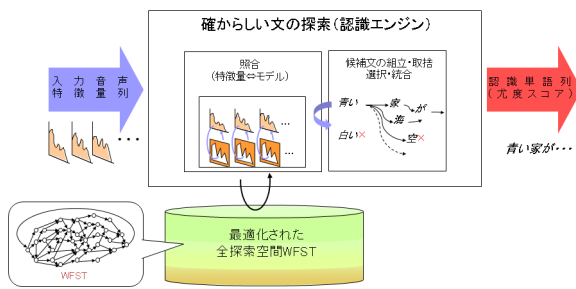 確からしい文の探索(認識エンジン)
入力音声
特徴量列
・・・
照合
(特徴量⇔モデル)
...
...
候補文の組立・取捨
選択・統合
青い 家 が
海
白い× 空×
認識単語列
(尤度スコア)
青い家が・・・
最適化された
全探索空間WFST
WFST